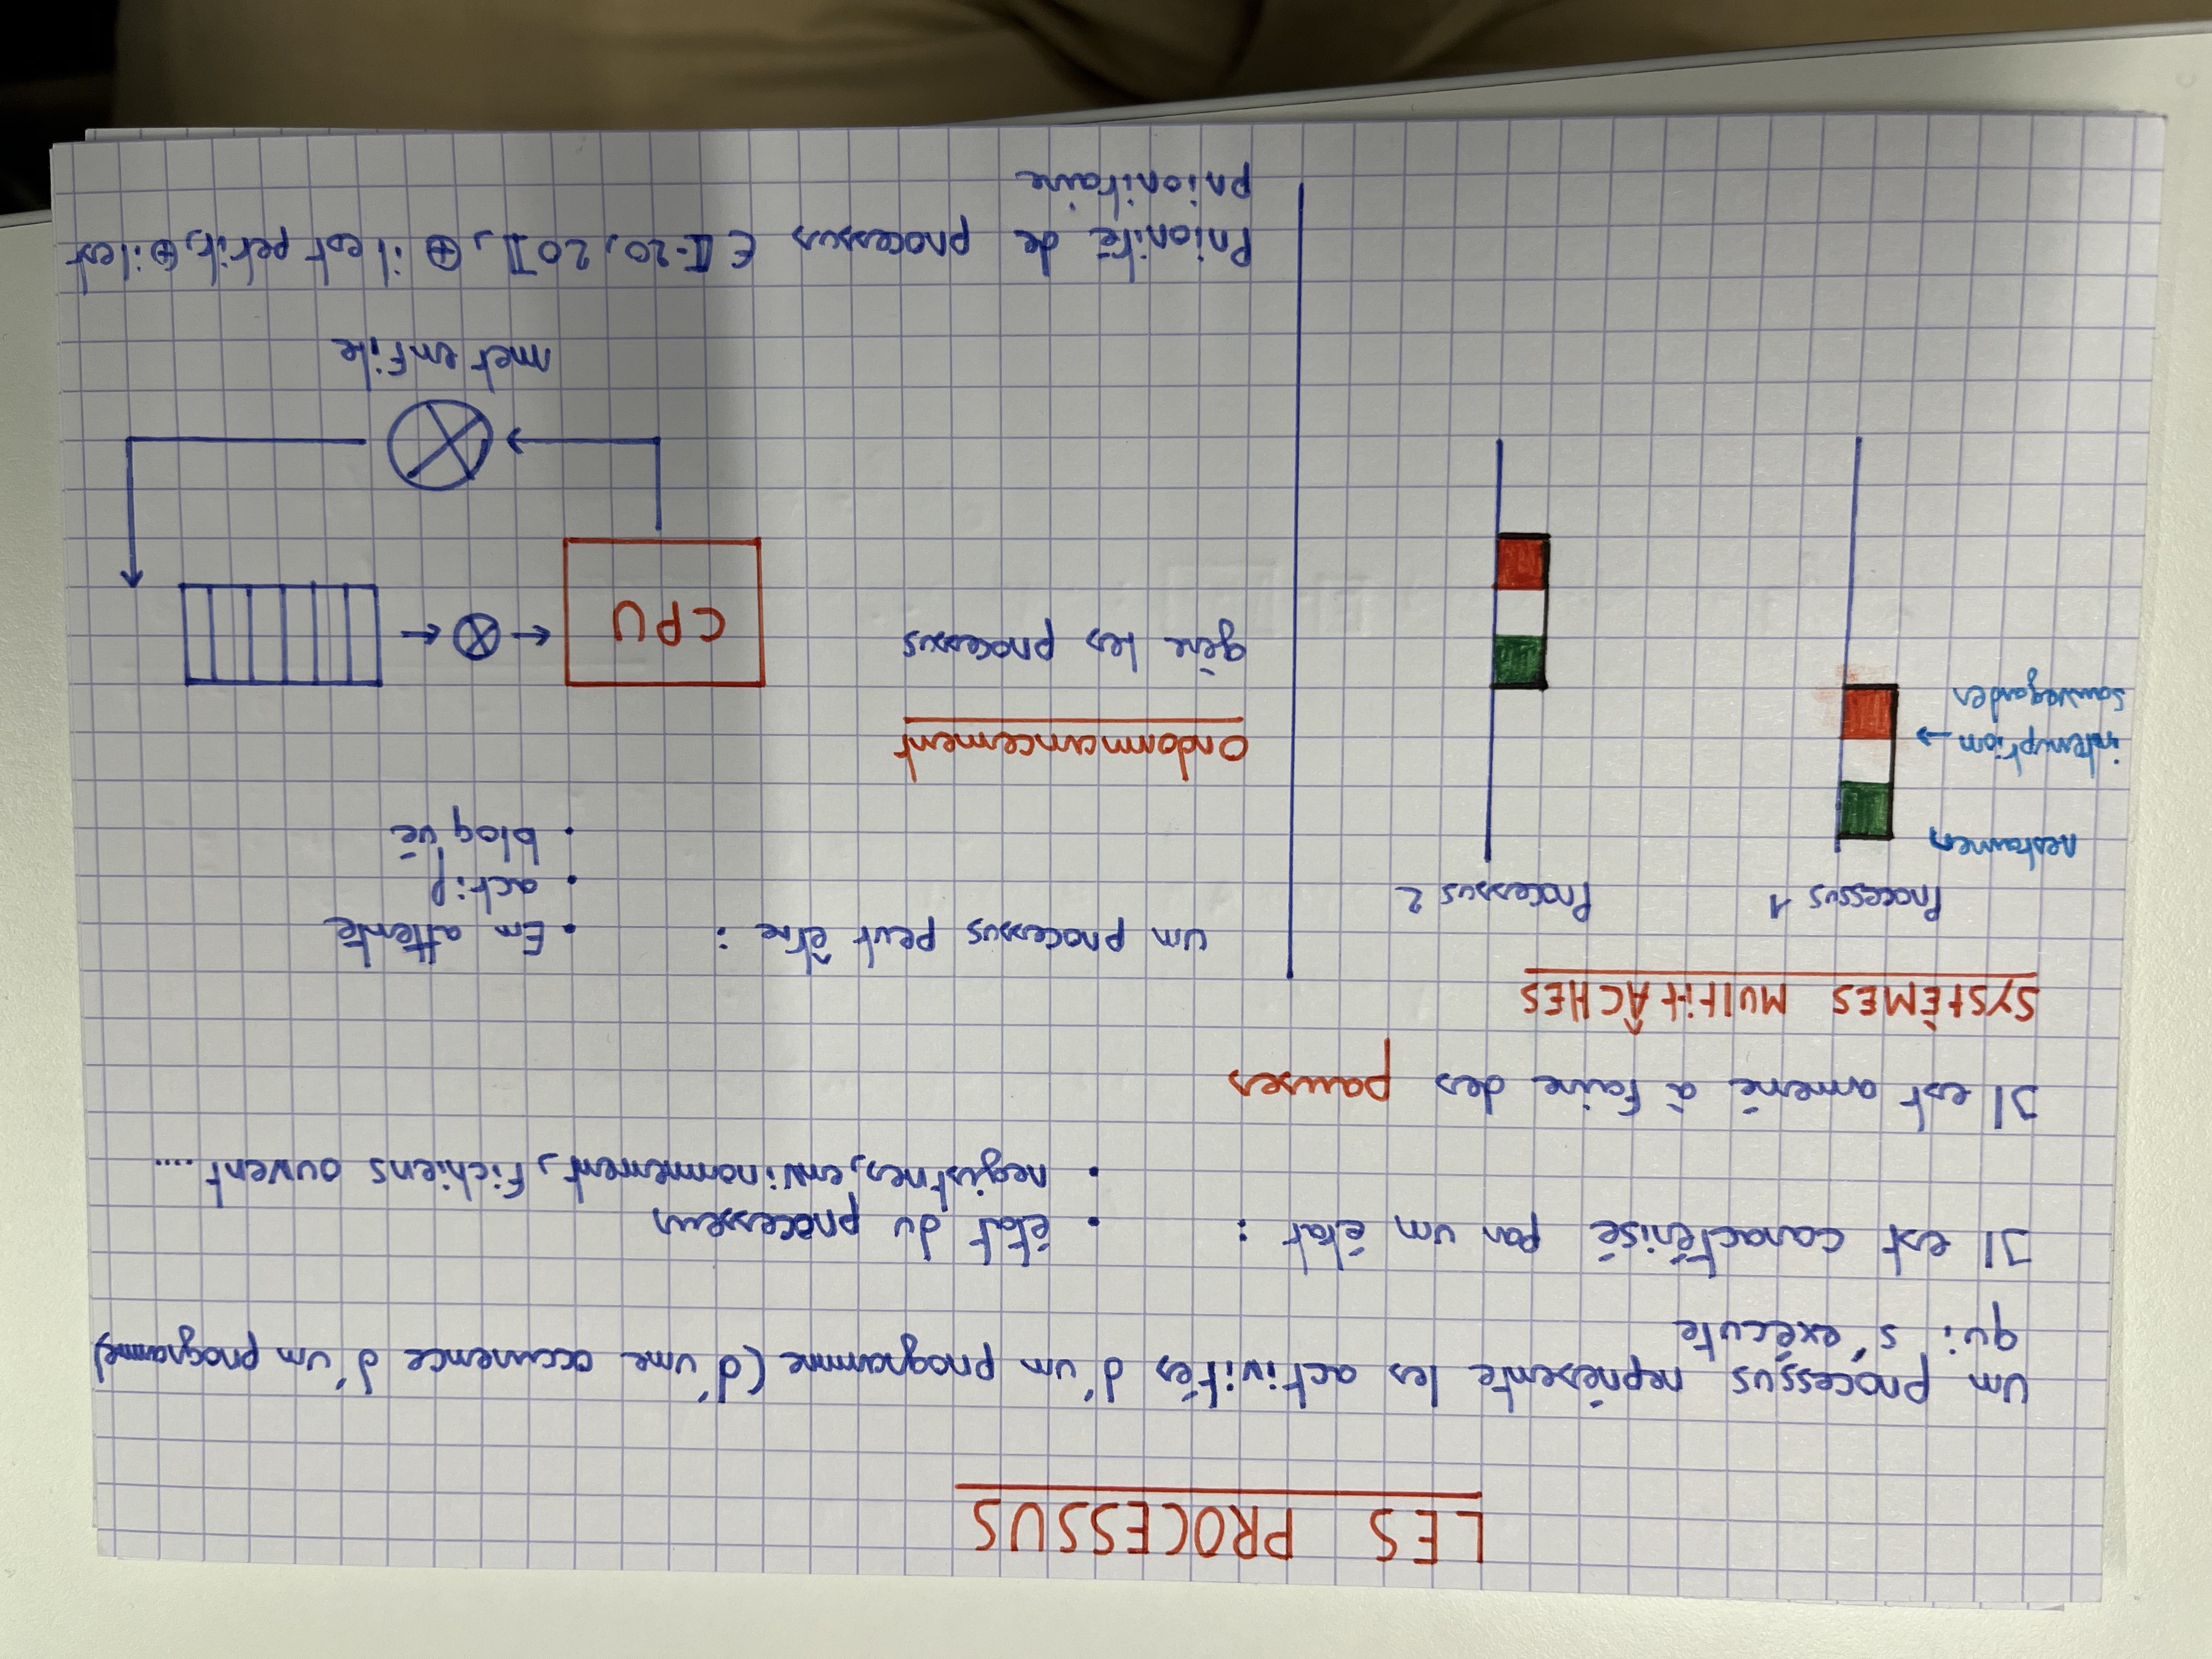 LES PROCESSUS
Un processus représente les activités d'un programme (d'une occurence d'un programme)
qui s'exécute
Il est caractérisé par un état :
. état du processeur
. registres, environnement, fichiers ouvert....
Il est amené à faire des pauses
SYSTÈMES MULTITÂCHES
Processus 1
Processus 2
restaurer
interruption →
sauvegarder
un processus peut être :
. En attente
. actif
. bloqué
Ordonnancement
gère les processus
CPU
met en file
Priorité de processus ∈ ⟦-20, 20⟧, ⊕ il est petit, ⊕ il est
prioritaire